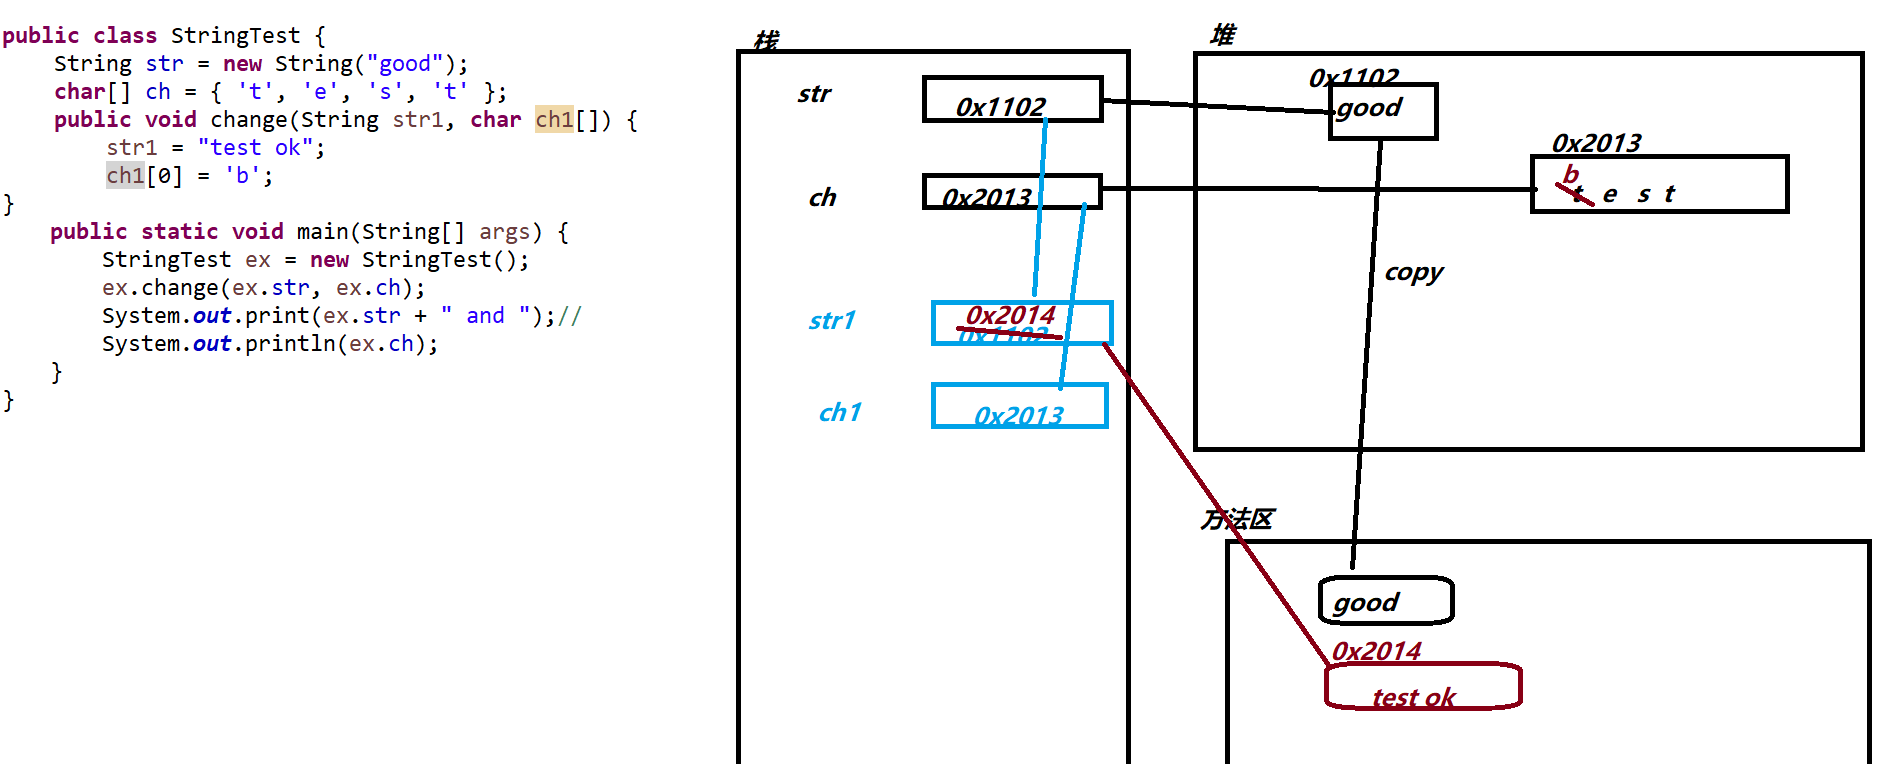 public class StringTest {
String str = new String("good");
char[] ch = { 't', 'e', 's', 't' };
public void change(String str1, char ch1[]) {
str1 = "test ok";
ch1[0] = 'b';
}
public static void main(String[] args) {
StringTest ex = new StringTest();
ex.change(ex.str, ex.ch);
System.out.print(ex.str + " and ");//
System.out.println(ex.ch);
}
}
栈
str
0x1102
ch
0x2013
str1
0x2014
0x1102
ch1
0x2013
堆
0x1102
good
0x2013
b
t e s t
copy
方法区
good
0x2014
test ok